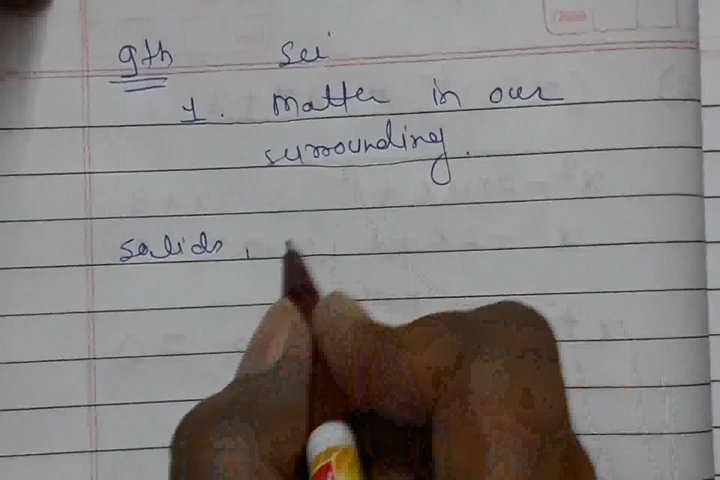 9th Sci
1. Matter in our
surrounding.
Solids,